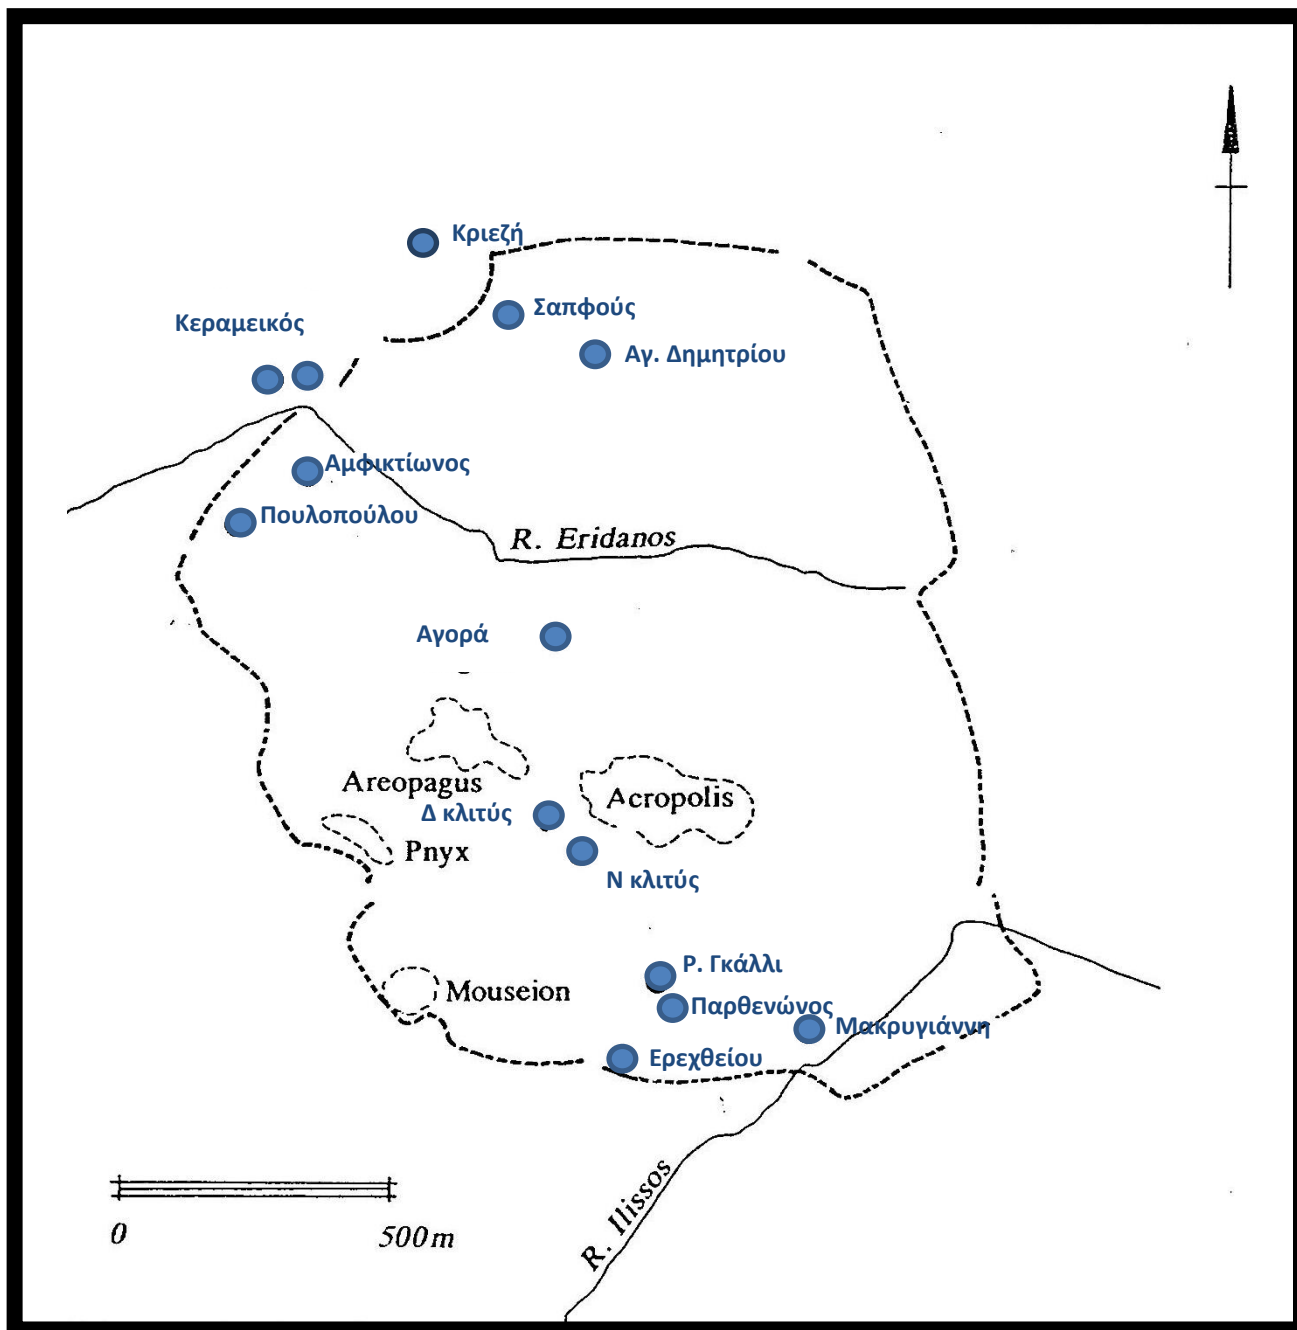 Κριεζή
Σαπφούς
Κεραμεικός
Αγ. Δημητρίου
Αμφικτίωνος
Πουλοπούλου
R. Eridanos
Αγορά
Areopagus
Acropolis
Δ κλιτύς
Pnyx
Ν κλιτύς
Ρ. Γκάλλι
Mouseion
Παρθενώνος
Μακρυγιάννη
Ερεχθείου
R. Ilissos
0 500m